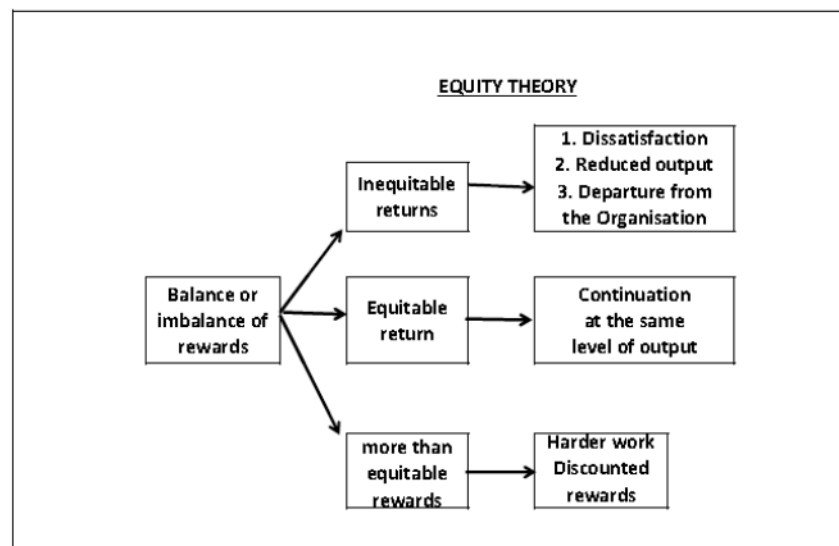 EQUITY THEORY
Inequitable
returns
1. Dissatisfaction
2. Reduced output
3. Departure from
the Organisation
Balance or
imbalance of
rewards
Equitable
return
Continuation
at the same
level of output
more than
equitable
rewards
Harder work
Discounted
rewards